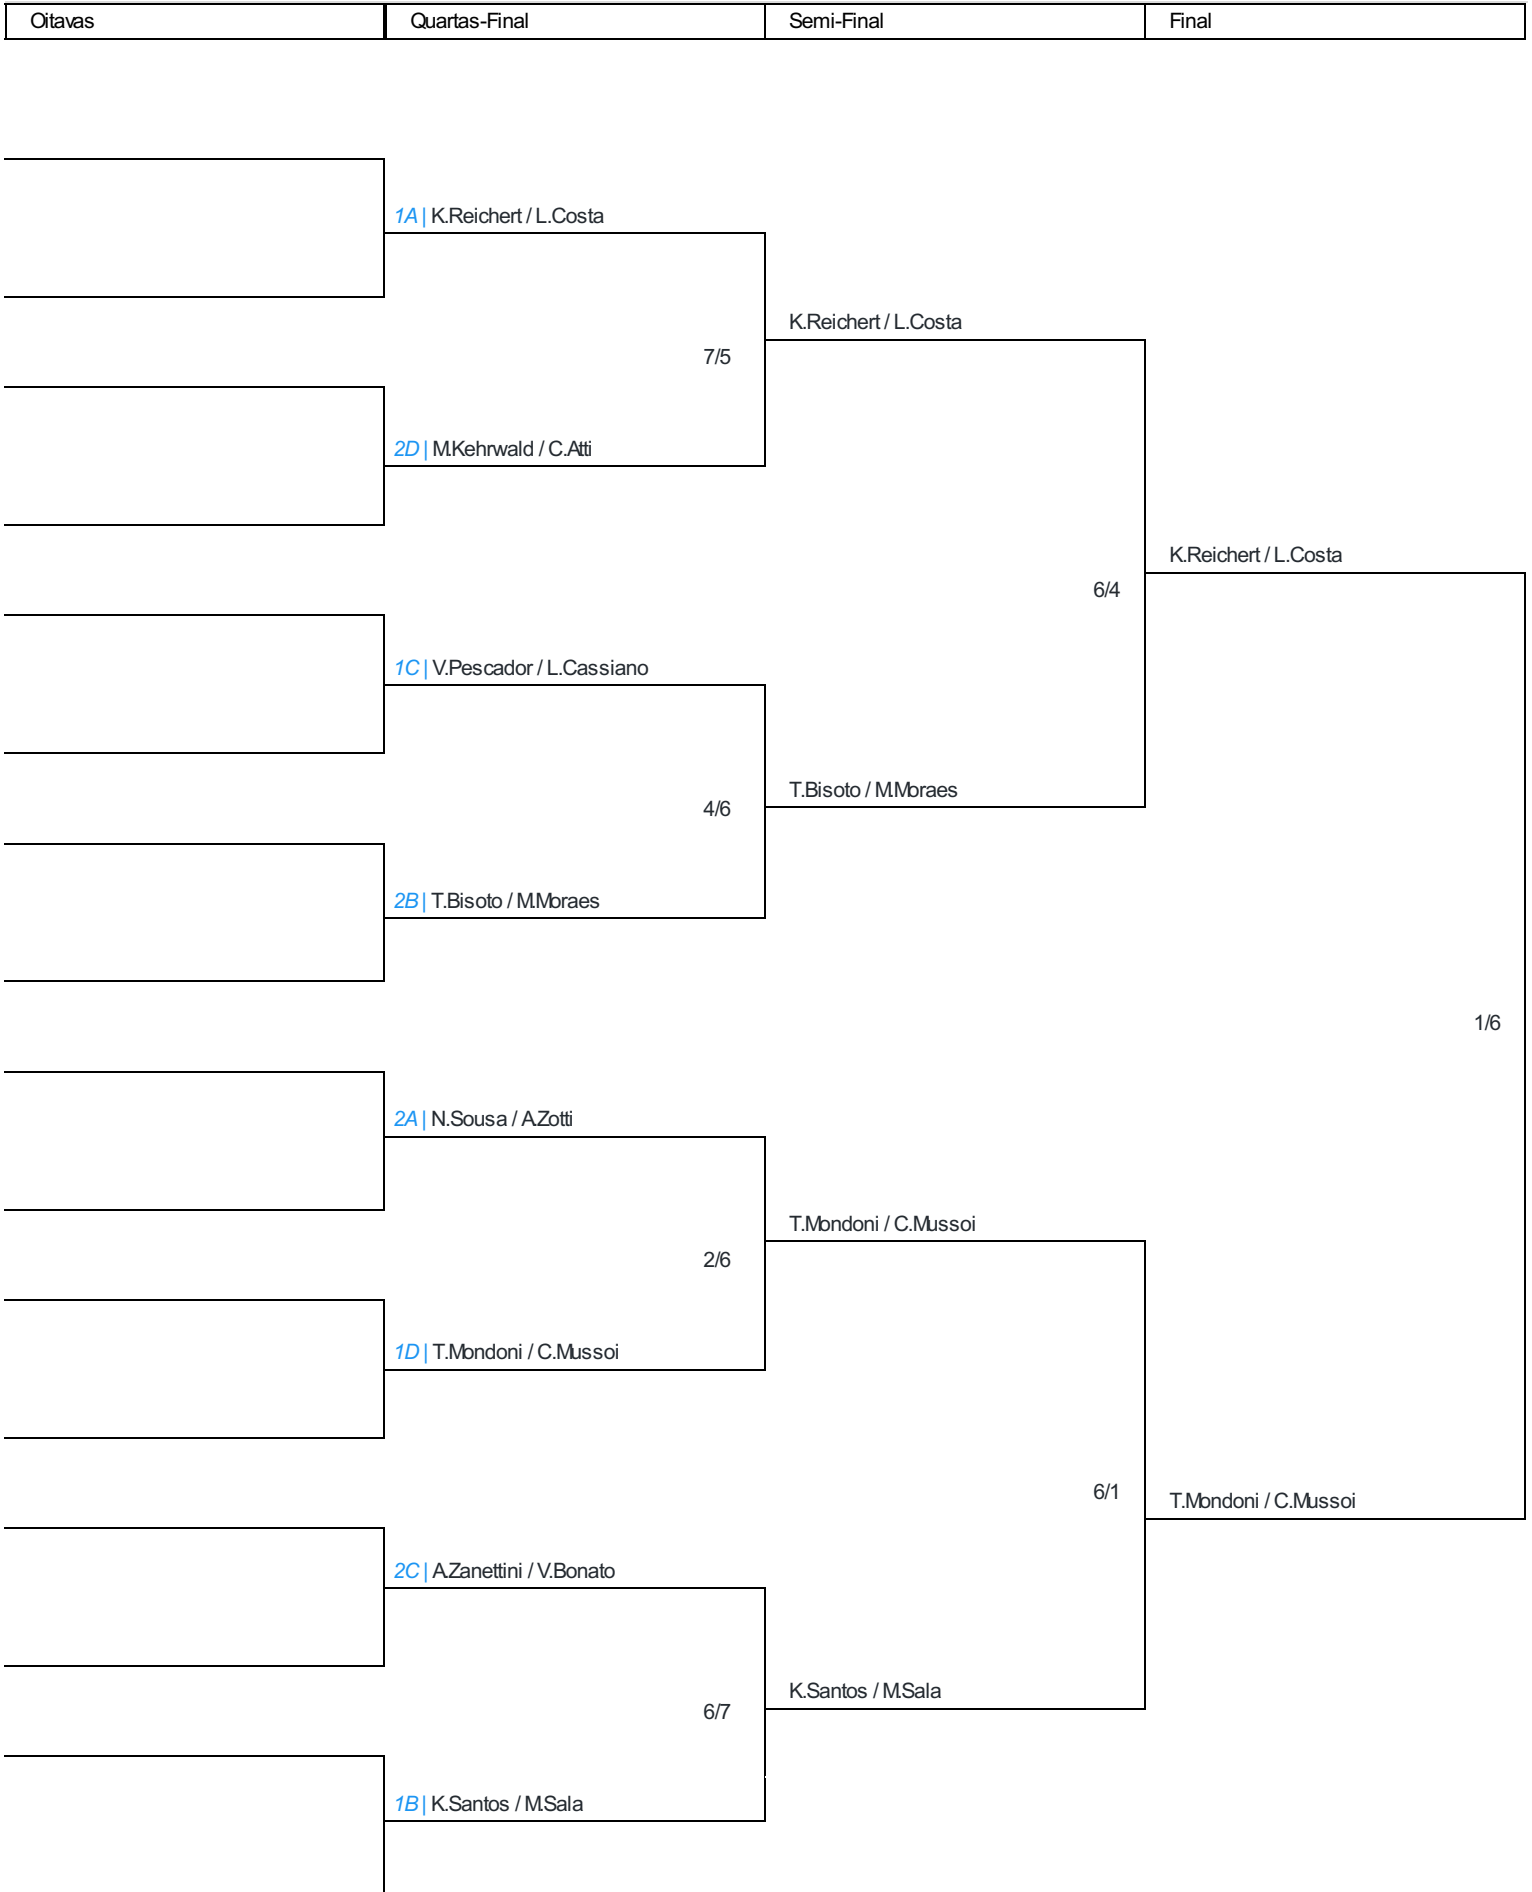 Oitavas Quartas-Final Semi-Final Final
1A | K.Reichert / L.Costa
K.Reichert / L.Costa
7/5
2D | M.Kehrwald / C.Atti
K.Reichert / L.Costa
6/4
1C | V.Pescador / L.Cassiano
T.Bisoto / M.Moraes
4/6
2B | T.Bisoto / M.Moraes
1/6
2A | N.Sousa / A.Zotti
T.Mondoni / C.Mussoi
2/6
1D | T.Mondoni / C.Mussoi
6/1
T.Mondoni / C.Mussoi
2C | A.Zanettini / V.Bonato
K.Santos / M.Sala
6/7
1B | K.Santos / M.Sala